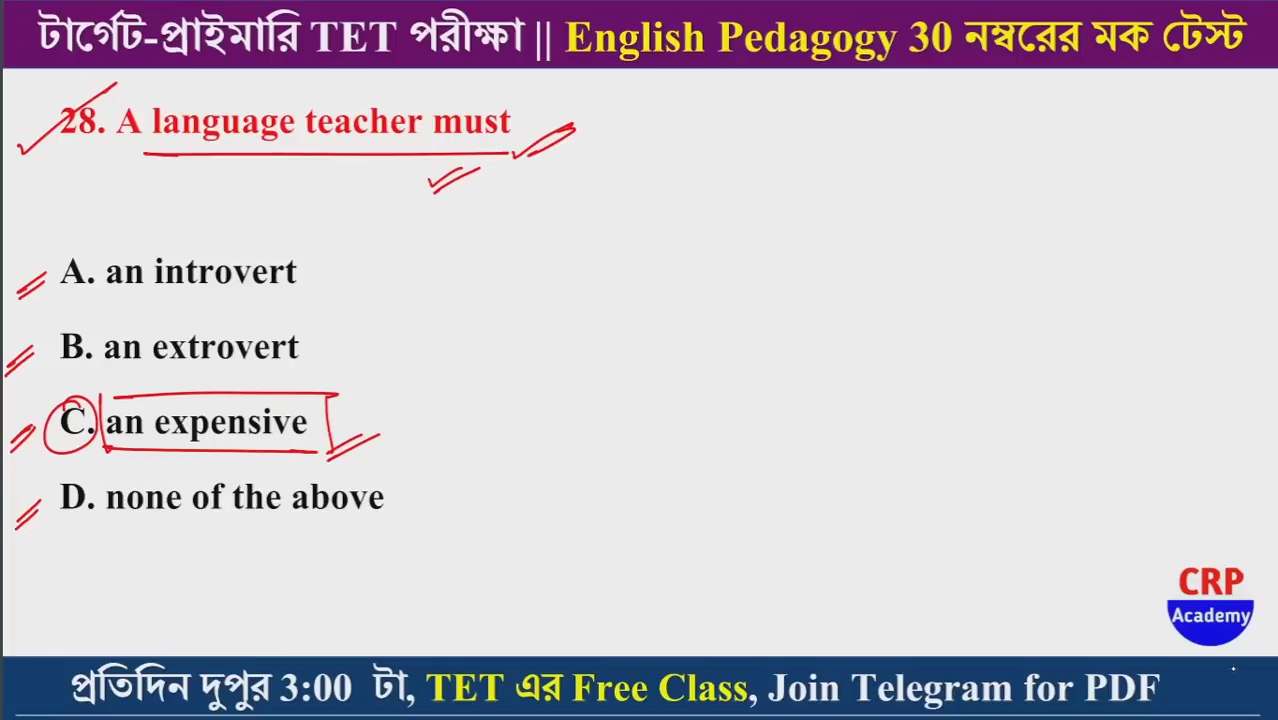 টার্গেট-প্রাইমারি TET পরীক্ষা || English Pedagogy 30 নম্বরের মক টেস্ট
28. A language teacher must
A. an introvert
B. an extrovert
C. an expensive
D. none of the above
CRP
Academy
প্রতিদিন দুপুর 3:00 টা, TET এর Free Class, Join Telegram for PDF